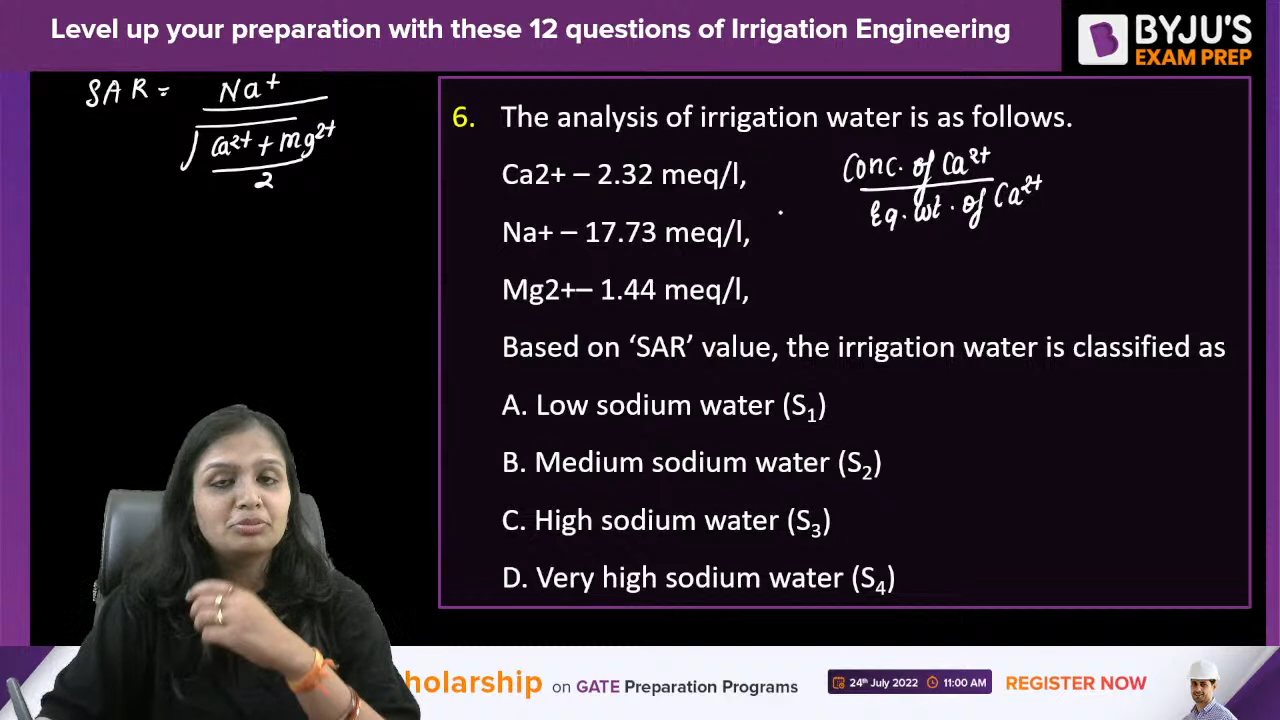 Level up your preparation with these 12 questions of Irrigation Engineering
BYJU'S
EXAM PREP
SAR = Na+
√
Ca2+ + mg2+
2
6. The analysis of irrigation water is as follows.
Ca2+ – 2.32 meq/l,
Conc. of Ca2+
Eq. wt. of Ca2+
Na+ – 17.73 meq/l,
Mg2+– 1.44 meq/l,
Based on ‘SAR’ value, the irrigation water is classified as
A. Low sodium water (S1)
B. Medium sodium water (S2)
C. High sodium water (S3)
D. Very high sodium water (S4)
holarship on GATE Preparation Programs
24th July 2022 11:00 AM
REGISTER NOW